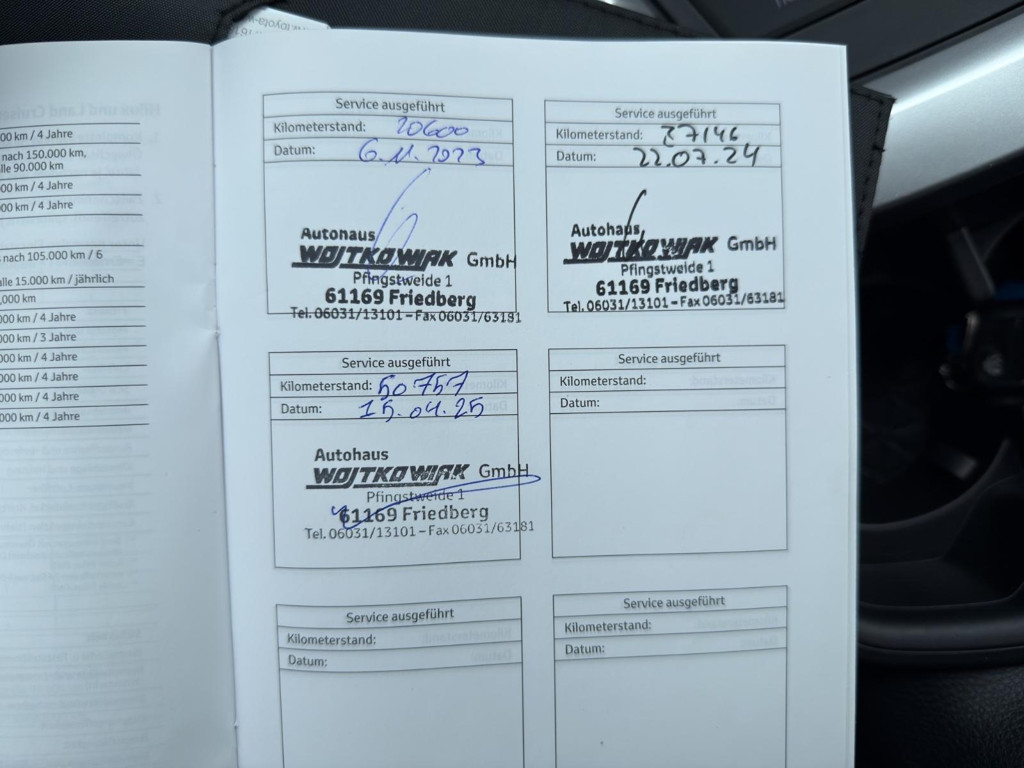 000 km / 4 Jahre
nach 150.000 km,
lle 90.000 km
000 km / 4 Jahre
000 km / 4 Jahre
nach 105.000 km / 6
alle 15.000 km / jährlich
.000 km
000 km / 4 Jahre
000 km / 3 Jahre
000 km / 4 Jahre
000 km / 4 Jahre
000 km / 4 Jahre
000 km / 4 Jahre
Service ausgeführt
Kilometerstand: 20600
Datum: 6.11.2023
Autohaus
WOJTKOWIAK GmbH
Pfingstweide 1
61169 Friedberg
Tel. 06031/13101 – Fax 06031/63181
Service ausgeführt
Kilometerstand: 37146
Datum: 22.07.24
Autohaus
WOJTKOWIAK GmbH
Pfingstweide 1
61169 Friedberg
Tel. 06031/13101 – Fax 06031/63181
Service ausgeführt
Kilometerstand: 50757
Datum: 15.04.25
Autohaus
WOJTKOWIAK GmbH
Pfingstweide 1
61169 Friedberg
Tel. 06031/13101 – Fax 06031/63181
Service ausgeführt
Kilometerstand:
Datum:
Service ausgeführt
Kilometerstand:
Datum:
Service ausgeführt
Kilometerstand:
Datum: